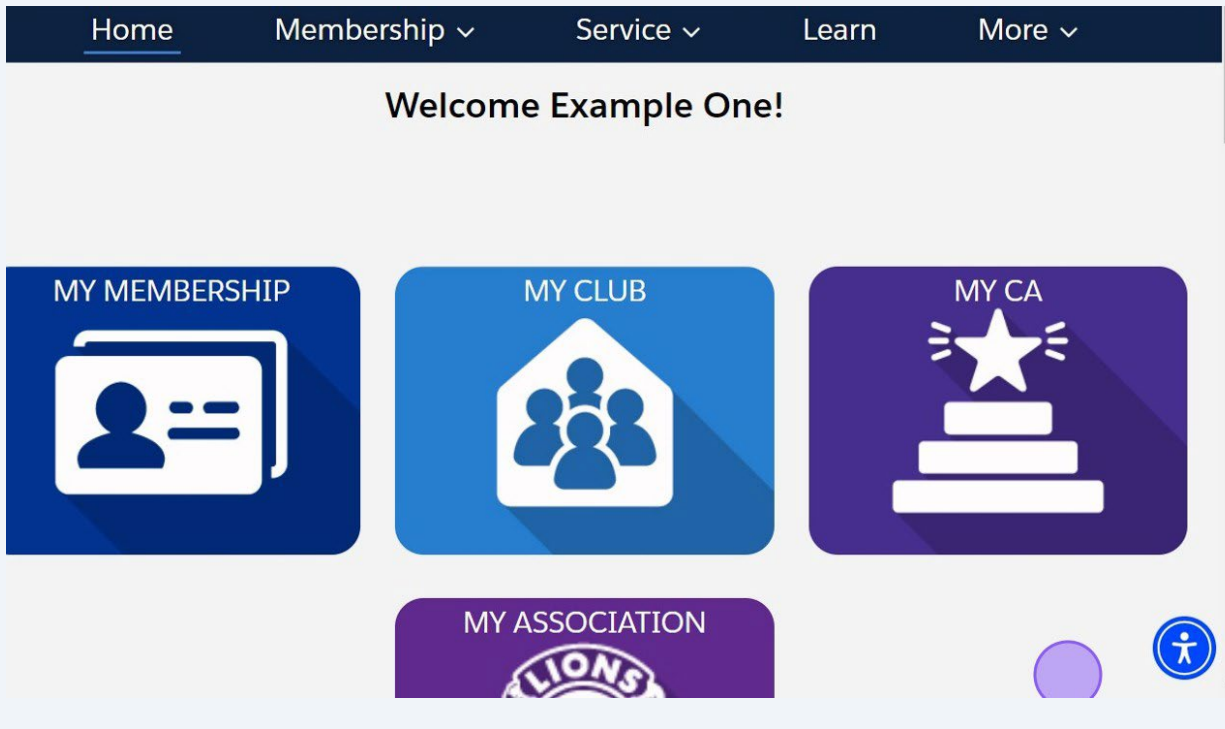 Home Membership Service Learn More
Welcome Example One!
MY MEMBERSHIP MY CLUB MY CA
MY ASSOCIATION
LIONS